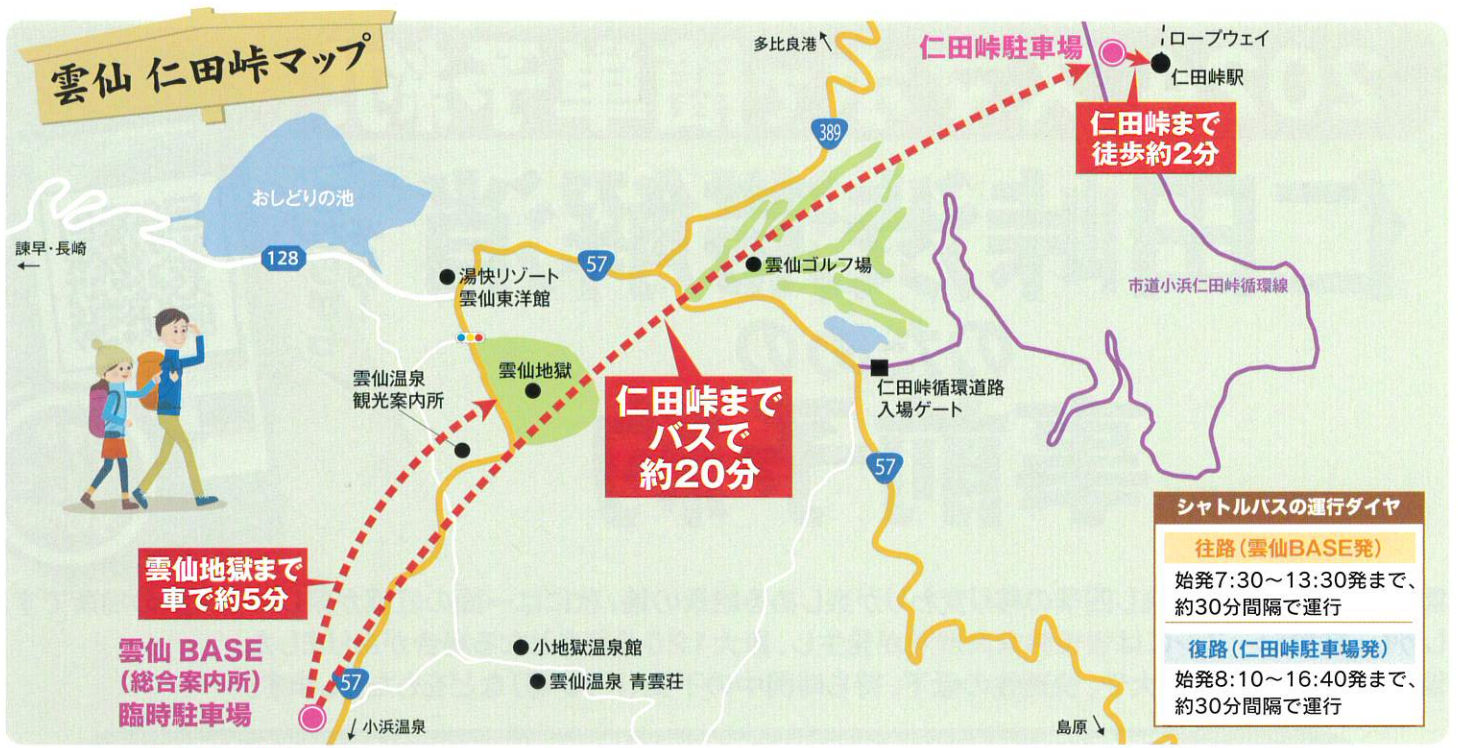 雲仙 仁田峠マップ
多比良港
仁田峠駐車場
ロープウェイ
仁田峠駅
仁田峠まで
徒歩約2分
389
おしどりの池
諫早・長崎
128
57
湯快リゾート
雲仙東洋館
雲仙ゴルフ場
市道小浜仁田峠循環線
雲仙地獄
雲仙温泉
観光案内所
仁田峠まで
バスで
約20分
仁田峠循環道路
入場ゲート
57
雲仙地獄まで
車で約5分
雲仙 BASE
(総合案内所)
臨時駐車場
小地獄温泉館
雲仙温泉 青雲荘
57
小浜温泉
島原
シャトルバスの運行ダイヤ
往路(雲仙BASE発)
始発7:30〜13:30発まで、
約30分間隔で運行
復路(仁田峠駐車場発)
始発8:10〜16:40発まで、
約30分間隔で運行